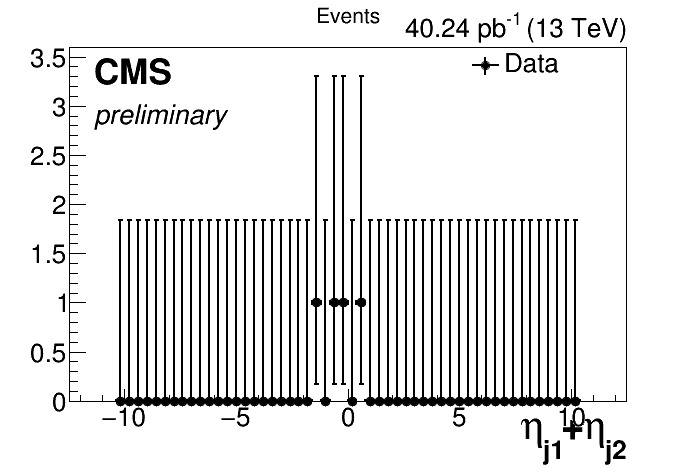 Events
40.24 pb-1 (13 TeV)
CMS
preliminary
Data
3.5
3
2.5
2
1.5
1
0.5
0
−10 −5 0 5 10
ηj1+ηj2